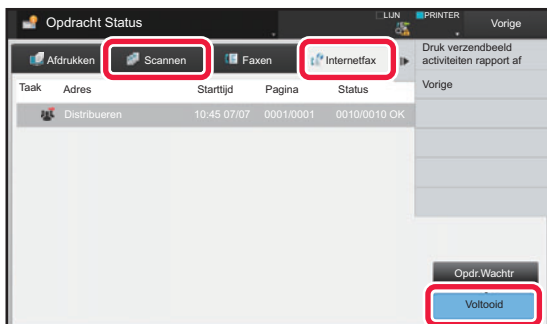 Opdracht Status
LIJN
PRINTER
Vorige
Afdrukken
Scannen
Faxen
Internetfax
Druk verzendbeeld
activiteiten rapport af
Vorige
Taak Adres Starttijd Pagina Status
Distribueren 10:45 07/07 0001/0001 0010/0010 OK
Opdr.Wachtr
Voltooid